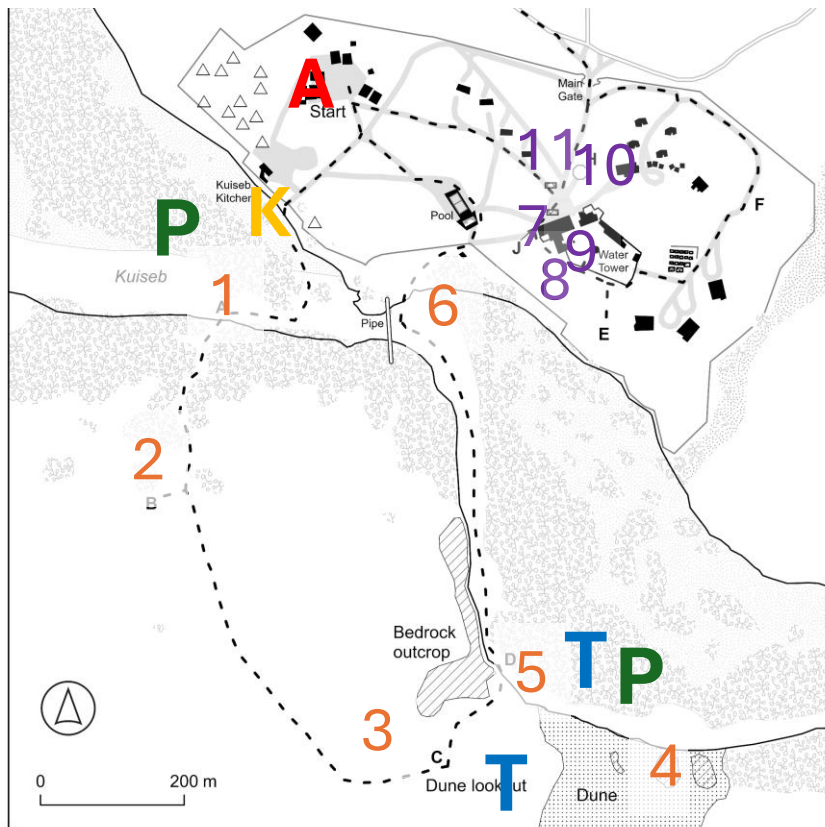 Main
Gate
A
Start
11
H
10
Kuiseb
Kitchen
K
P
F
7
Pool
J
9
Water
Tower
8
Kuiseb
1
A
6
Pipe
E
2
B
Bedrock
outcrop
D
5
T
P
3
C
4
Dune lookout
T
Dune
0
200 m